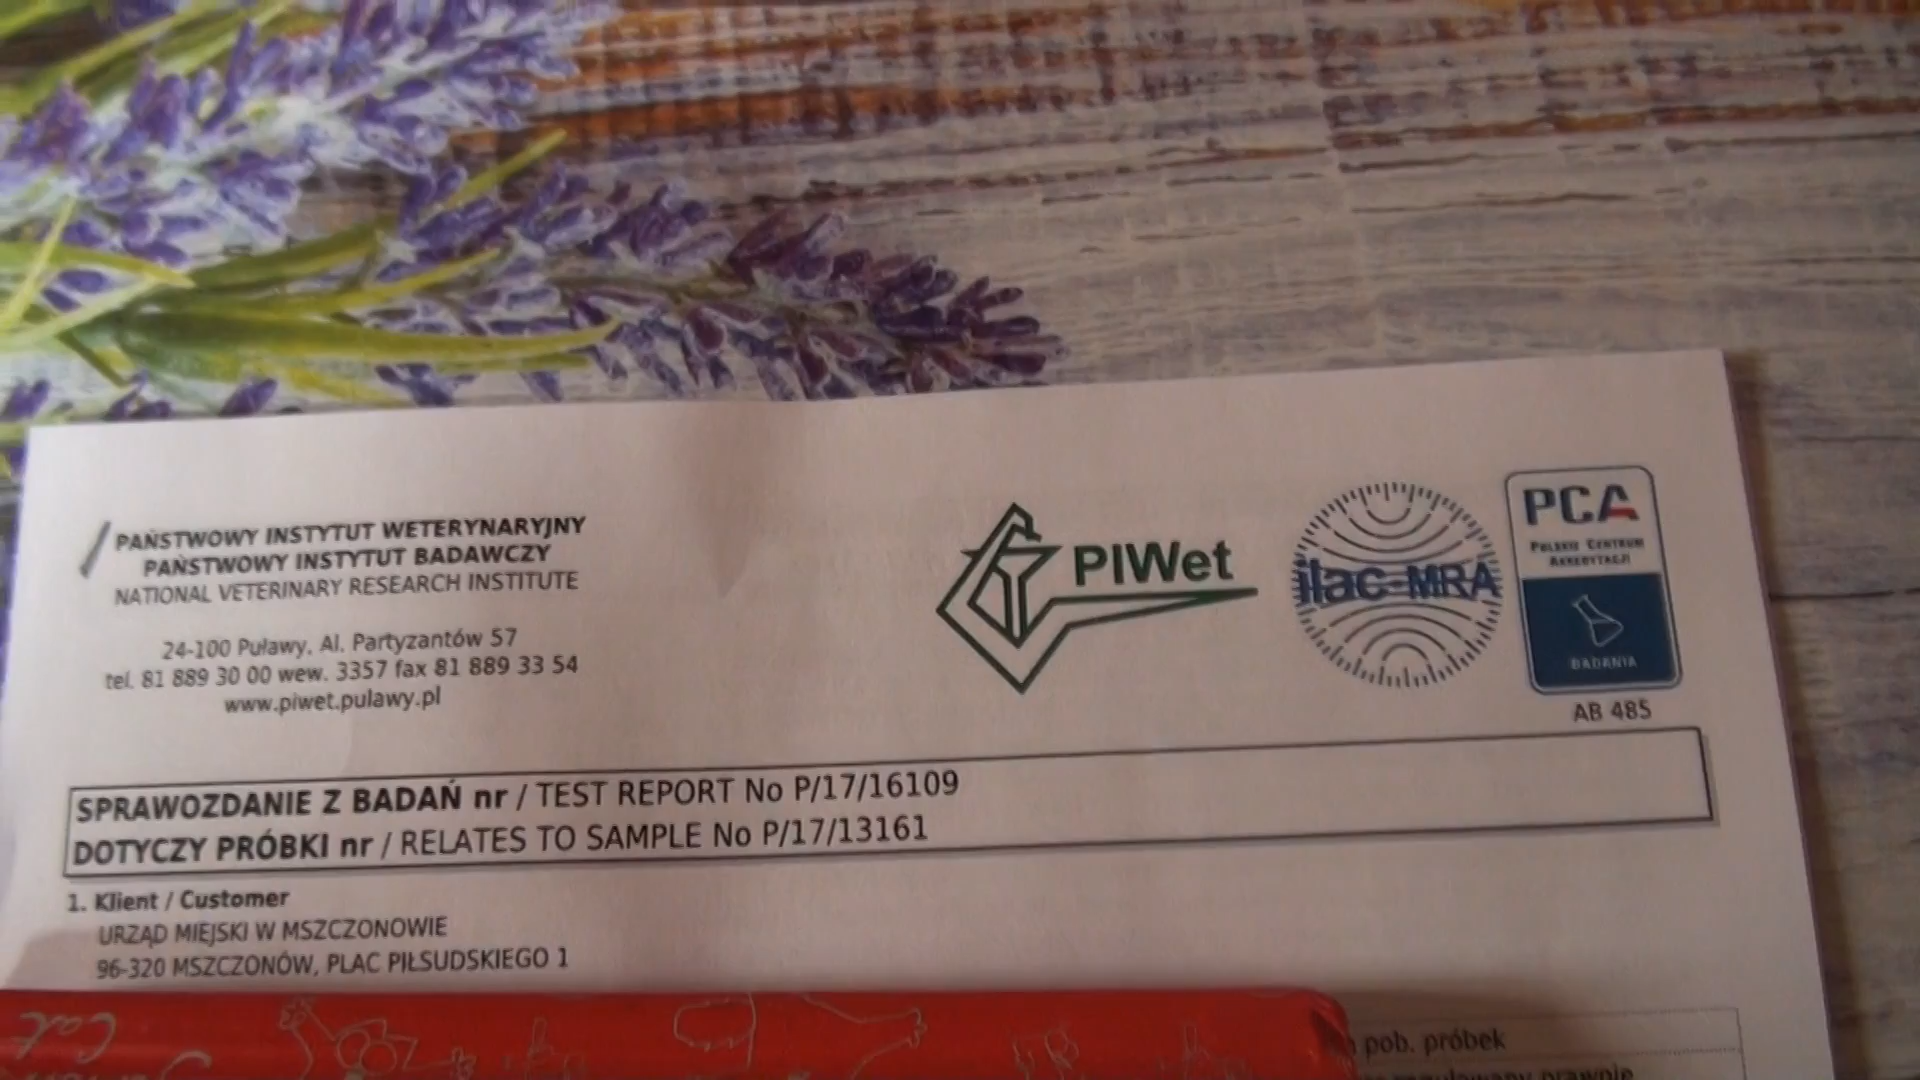 PAŃSTWOWY INSTYTUT WETERYNARYJNY
PAŃSTWOWY INSTYTUT BADAWCZY
NATIONAL VETERINARY RESEARCH INSTITUTE
24-100 Puławy, Al. Partyzantów 57
tel. 81 889 30 00 wew. 3357 fax 81 889 33 54
www.piwet.pulawy.pl
PIWet
ilac-MRA
PCA
POLSKIE CENTRUM
AKREDYTACJI
BADANIA
AB 485
SPRAWOZDANIE Z BADAŃ nr / TEST REPORT No P/17/16109
DOTYCZY PRÓBKI nr / RELATES TO SAMPLE No P/17/13161
1. Klient / Customer
URZĄD MIEJSKI W MSZCZONOWIE
96-320 MSZCZONÓW, PLAC PIŁSUDSKIEGO 1
pob. próbek
prawnie
Cat